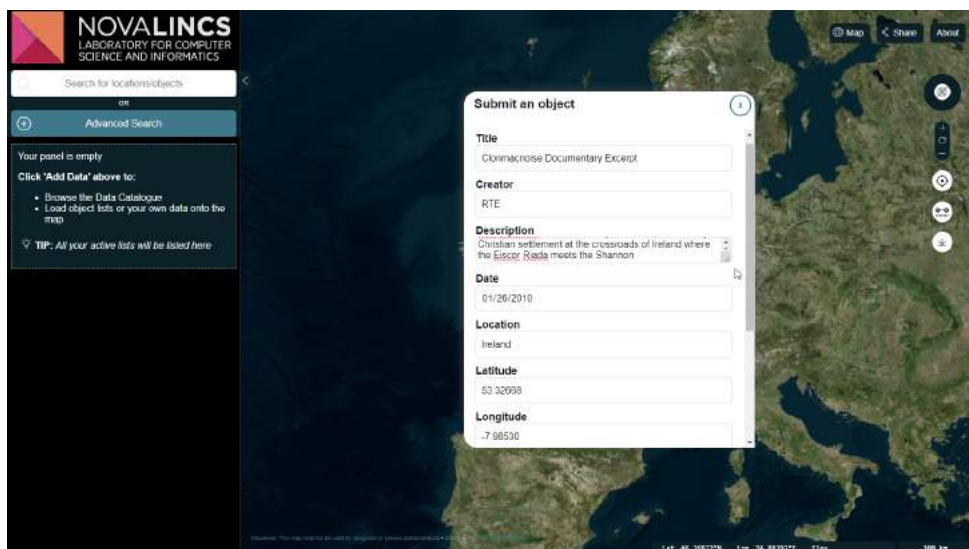 NOVALINCS
LABORATORY FOR COMPUTER
SCIENCE AND INFORMATICS
Search for locations/objects
OR
Advanced Search
Your panel is empty
Click 'Add Data' above to:
Browse the Data Catalogue
Load object lists or your own data onto the
map
TIP: All your active lists will be listed here
Map
Share
About
Submit an object
x
Title
Clonmacnoise Documentary Excerpt
Creator
RTE
Description
Christian settlement at the crossroads of Ireland where
the Eiscor Riada meets the Shannon
Date
01/26/2010
Location
Ireland
Latitude
53.32668
Longitude
-7.98530
300 km